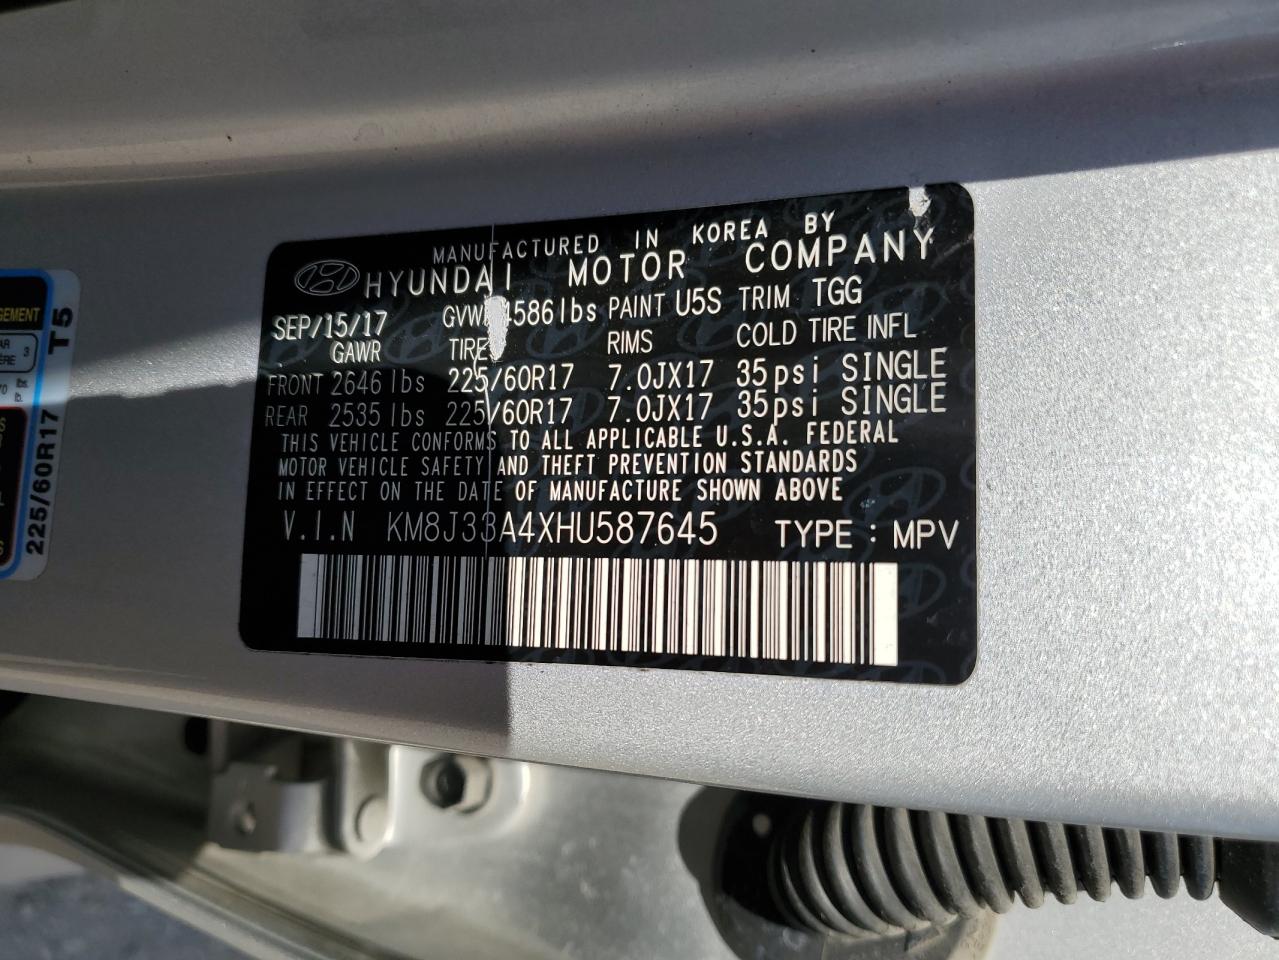 MANUFACTURED IN KOREA BY
HYUNDAI MOTOR COMPANY
SEP/15/17 4586lbs PAINT U5S TRIM TGG
GAWR TIRE RIMS COLD TIRE INFL
FRONT 2646 lbs 225/60R17 7.0JX17 35psi SINGLE
REAR 2535 lbs 225/60R17 7.0JX17 35psi SINGLE
THIS VEHICLE CONFORMS TO ALL APPLICABLE U.S.A. FEDERAL
MOTOR VEHICLE SAFETY AND THEFT PREVENTION STANDARDS
IN EFFECT ON THE DATE OF MANUFACTURE SHOWN ABOVE
V.I.N KM8J33A4XHU587645 TYPE : MPV
3
lbs.
lb.
225/60R17 T5